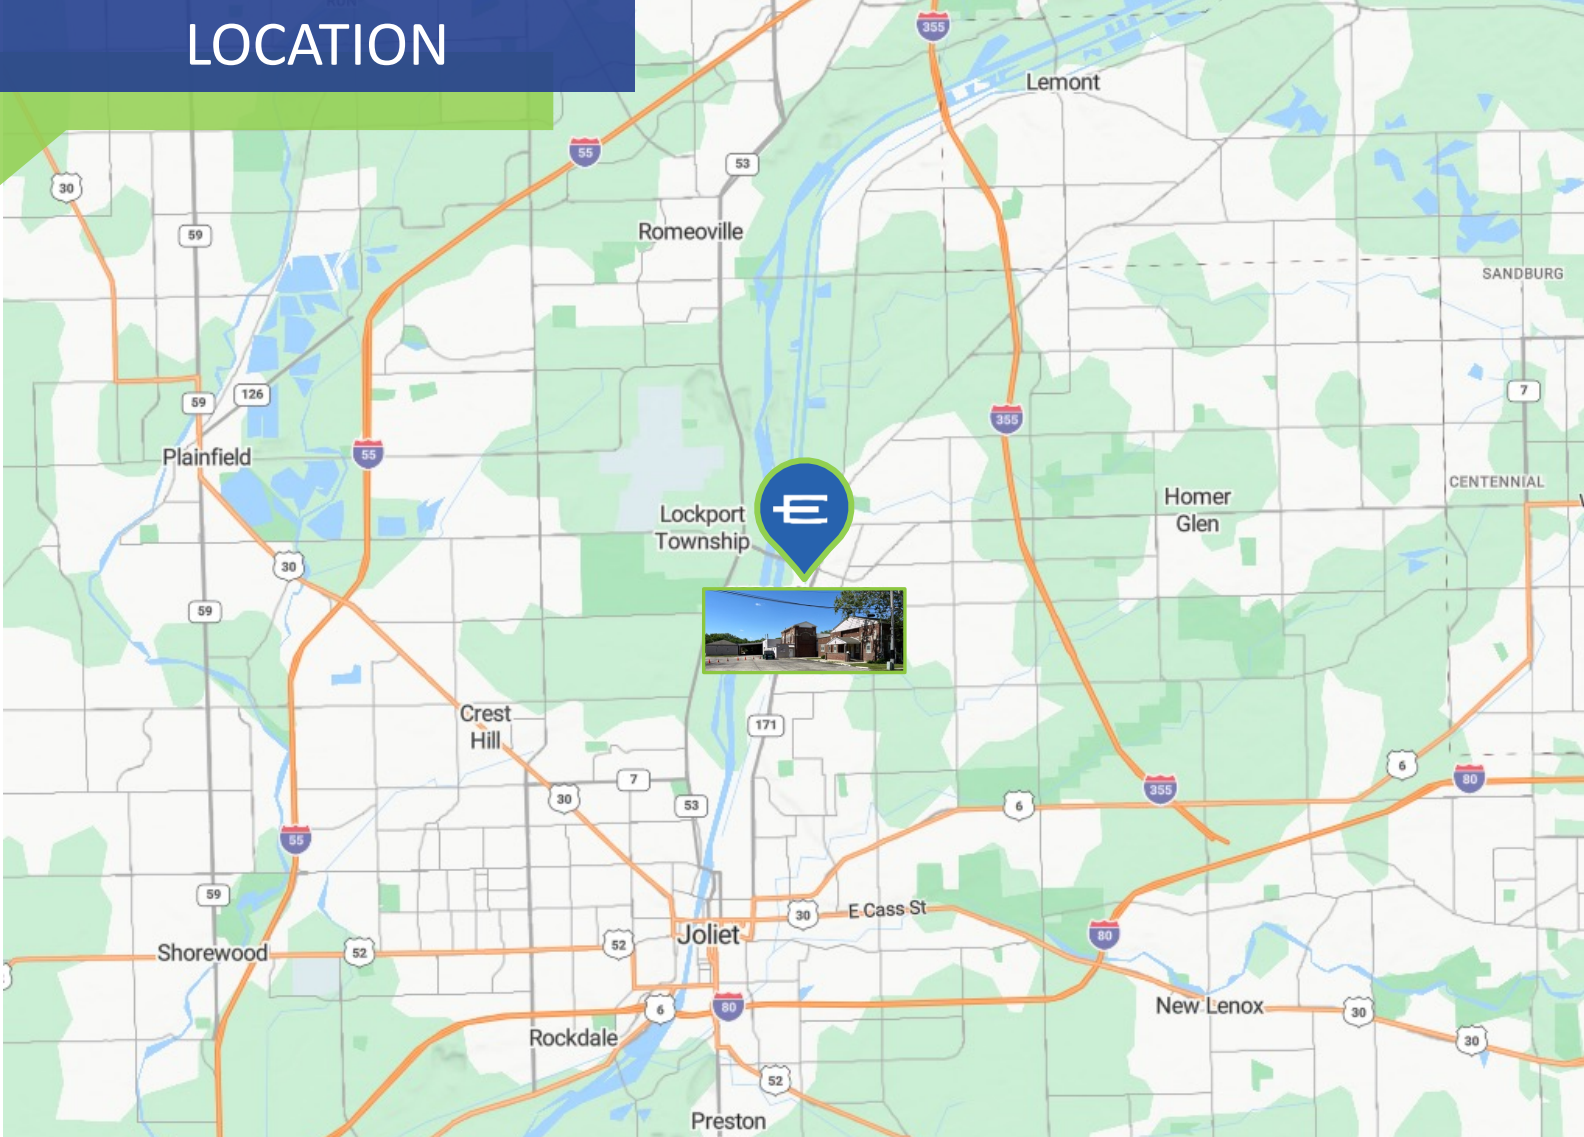 LOCATION
355
Lemont
55
53
30
59
Romeoville
SANDBURG
7
59
126
355
Plainfield
55
CENTENNIAL
Homer
Glen
Lockport
Township
30
59
Crest
Hill
171
6
80
7
355
30
53
6
55
59
30
E Cass St
Joliet
80
52
52
Shorewood
6
80
New Lenox
30
Rockdale
30
52
Preston